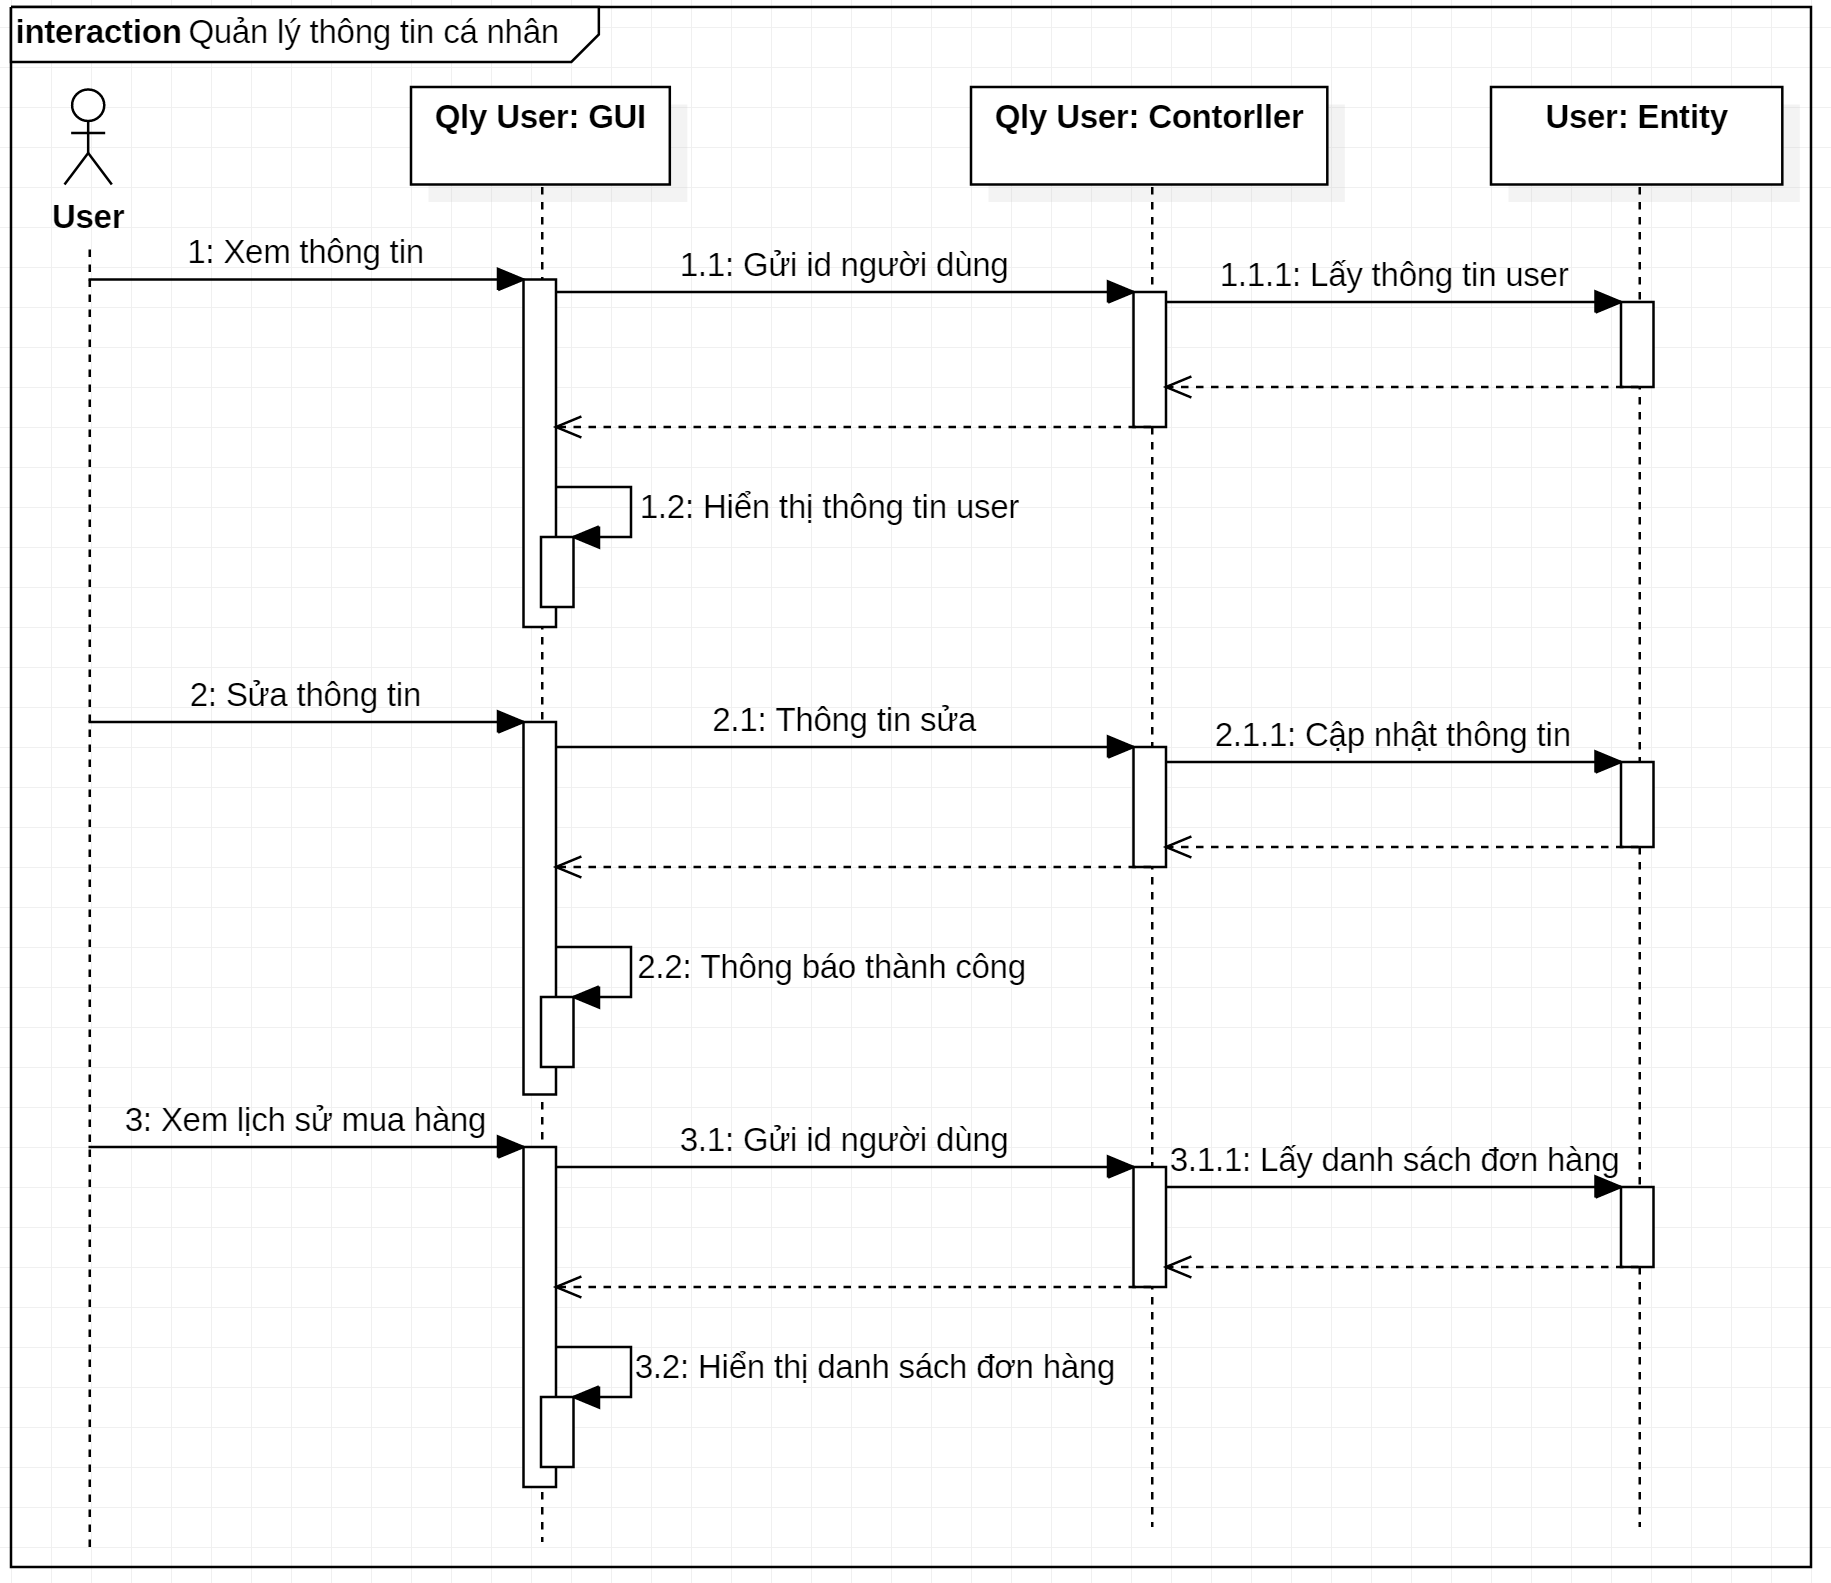 interaction Quản lý thông tin cá nhân
Qly User: GUI
Qly User: Contorller
User: Entity
User
1: Xem thông tin
1.1: Gửi id người dùng
1.1.1: Lấy thông tin user
1.2: Hiển thị thông tin user
2: Sửa thông tin
2.1: Thông tin sửa
2.1.1: Cập nhật thông tin
2.2: Thông báo thành công
3: Xem lịch sử mua hàng
3.1: Gửi id người dùng
3.1.1: Lấy danh sách đơn hàng
3.2: Hiển thị danh sách đơn hàng